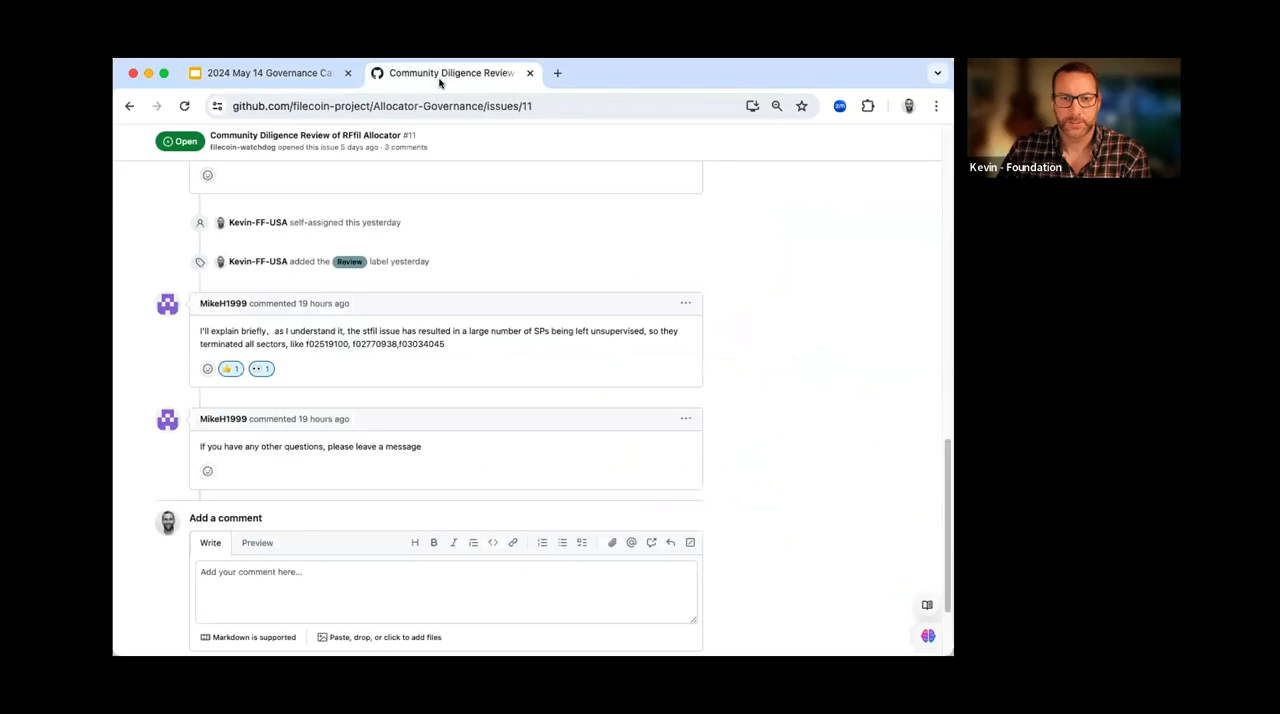 2024 May 14 Governance Ca
Community Diligence Review
github.com/filecoin-project/Allocator-Governance/issues/11
zm
Open
Community Diligence Review of RFfil Allocator #11
filecoin-watchdog opened this issue 5 days ago · 3 comments
Kevin-FF-USA self-assigned this yesterday
Kevin-FF-USA added the Review label yesterday
MikeH1999 commented 19 hours ago
I'll explain briefly, as I understand it, the stfil issue has resulted in a large number of SPs being left unsupervised, so they
terminated all sectors, like f02519100, f02770938,f03034045
👍 1 👀 1
MikeH1999 commented 19 hours ago
If you have any other questions, please leave a message
Add a comment
Write Preview
Add your comment here...
Markdown is supported
Paste, drop, or click to add files
Kevin - Foundation